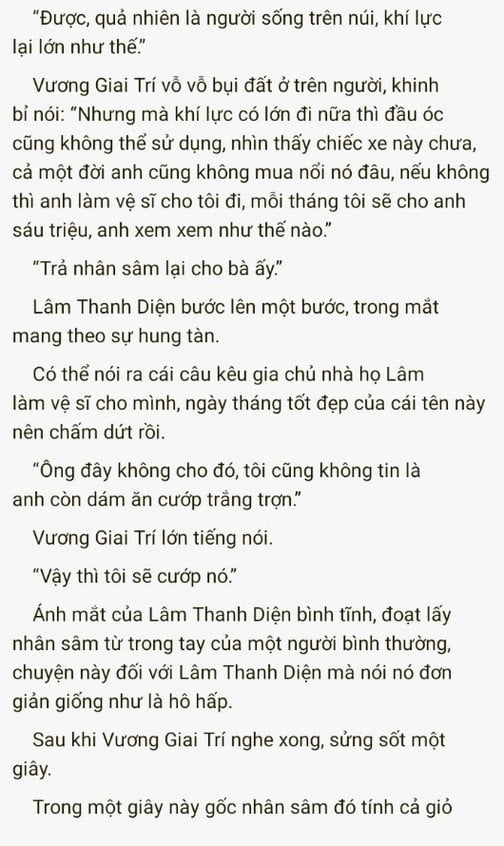 “Được, quả nhiên là người sống trên núi, khí lực
lại lớn như thế.”
Vương Giai Trí vỗ vỗ bụi đất ở trên người, khinh
bỉ nói: “Nhưng mà khí lực có lớn đi nữa thì đầu óc
cũng không thể sử dụng, nhìn thấy chiếc xe này chưa,
cả một đời anh cũng không mua nổi nó đâu, nếu không
thì anh làm vệ sĩ cho tôi đi, mỗi tháng tôi sẽ cho anh
sáu triệu, anh xem xem như thế nào.”
“Trả nhân sâm lại cho bà ấy.”
Lâm Thanh Diện bước lên một bước, trong mắt
mang theo sự hung tàn.
Có thể nói ra cái câu kêu gia chủ nhà họ Lâm
làm vệ sĩ cho mình, ngày tháng tốt đẹp của cái tên này
nên chấm dứt rồi.
“Ông đây không cho đó, tôi cũng không tin là
anh còn dám ăn cướp trắng trợn.”
Vương Giai Trí lớn tiếng nói.
“Vậy thì tôi sẽ cướp nó.”
Ánh mắt của Lâm Thanh Diện bình tĩnh, đoạt lấy
nhân sâm từ trong tay của một người bình thường,
chuyện này đối với Lâm Thanh Diện mà nói nó đơn
giản giống như là hô hấp.
Sau khi Vương Giai Trí nghe xong, sửng sốt một
giây.
Trong một giây này gốc nhân sâm đó tính cả giỏ